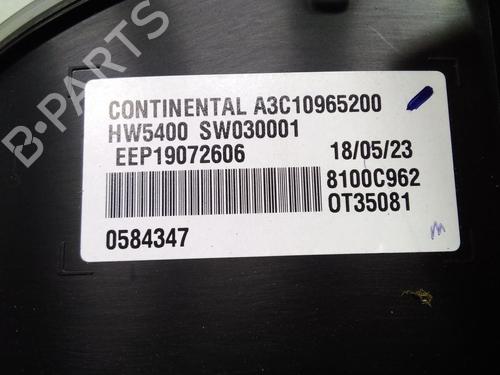 CONTINENTAL A3C10965200
HW5400 SW030001
EEP19072606 18/05/23
8100C962
OT35081
0584347
m
B-PARTS